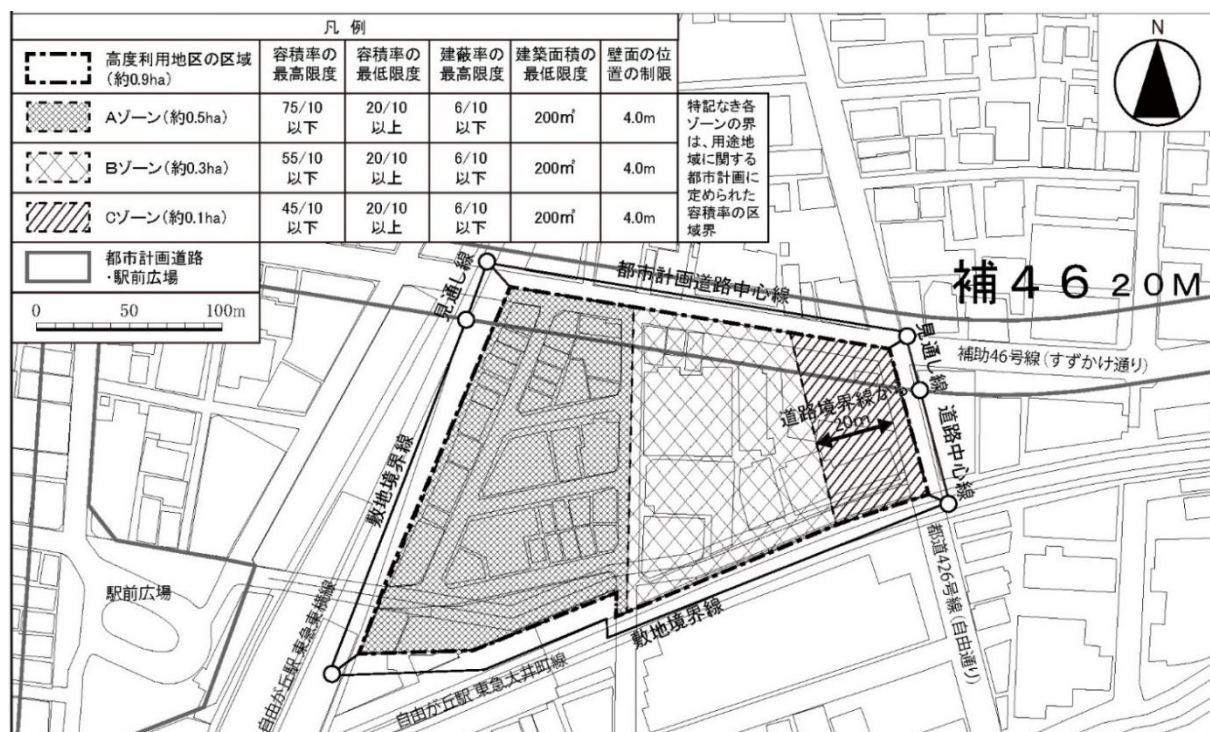 凡 例
高度利用地区の区域
(約0.9ha)
容積率の
最高限度
容積率の
最低限度
建蔽率の
最高限度
建築面積の
最低限度
壁面の位
置の制限
Aゾーン(約0.5ha)
75/10
以下
20/10
以上
6/10
以下
200㎡
4.0m
Bゾーン(約0.3ha)
55/10
以下
20/10
以上
6/10
以下
200㎡
4.0m
Cゾーン(約0.1ha)
45/10
以下
20/10
以上
6/10
以下
200㎡
4.0m
特記なき各
ゾーンの界
は、用途地
域に関する
都市計画に
定められた
容積率の区
域界
都市計画道路
・駅前広場
0 50 100m
N
見通し線
都市計画道路中心線
補46 20M
見通し線
補助46号線(すずかけ通り)
道路境界線から
20m
道路中心線
敷地境界線
駅前広場
敷地境界線
都道426号線(自由通り)
自由が丘駅 東急東横線
自由が丘駅 東急大井町線